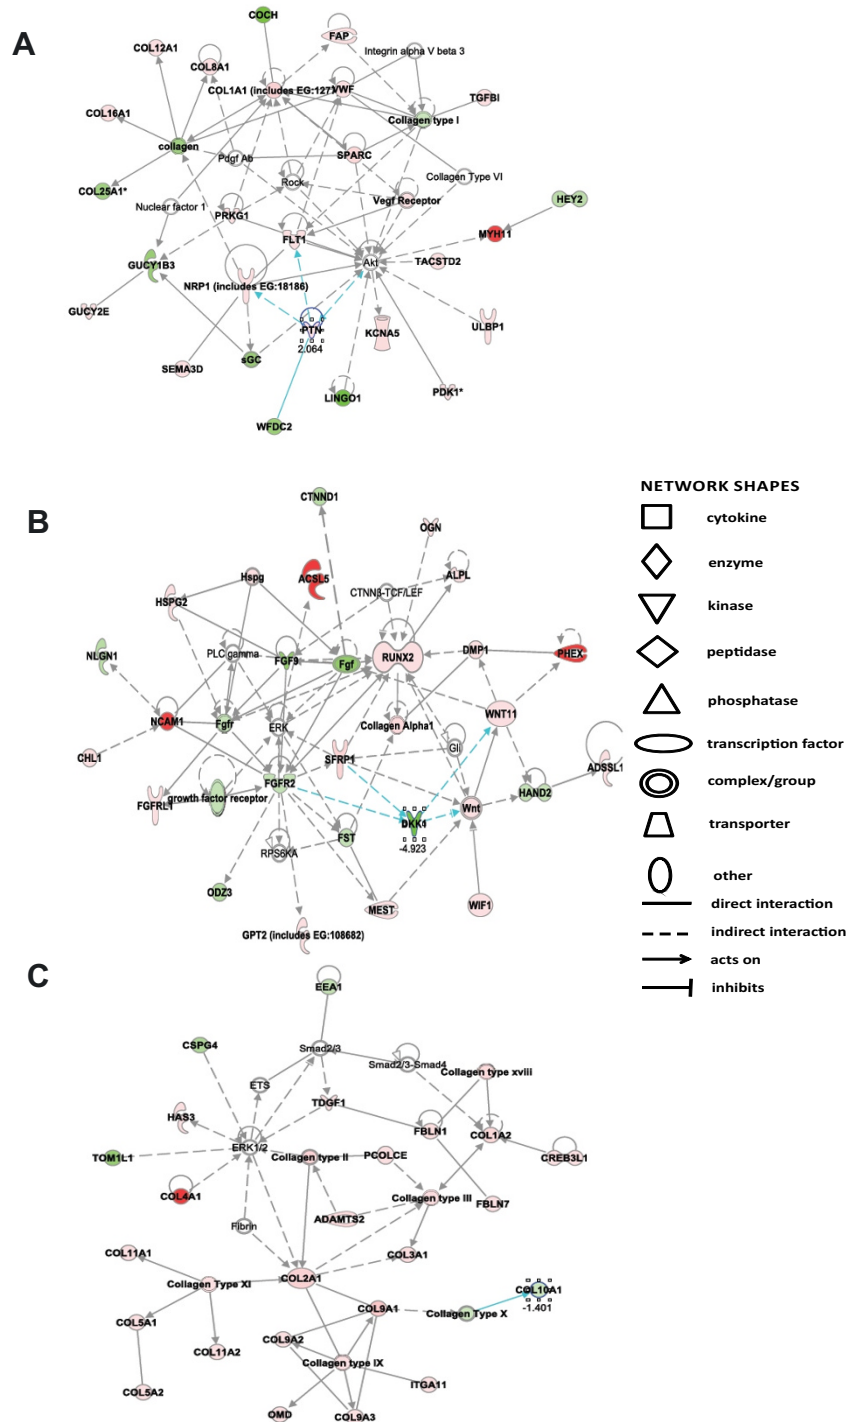 A
COCH
FAP
COL12A1
Integrin alpha V beta 3
COL8A1
COL1A1 (includes EG:127
VWF
TGFBI
COL16A1
Collagen type I
collagen
Pdgf Ab
SPARC
Rock
Collagen Type VI
COL25A1*
HEY2
Nuclear factor 1
PRKG1
Vegf Receptor
MYH11
FLT1
GUCY1B3
Akt
TACSTD2
NRP1 (includes EG:18186)
GUCY2E
PTN
KCNA5
ULBP1
2.064
sGC
SEMA3D
PDK1*
LINGO1
WFDC2
B
CTNND1
OGN
Hspg
ACSL5
ALPL
CTNNβ-TCF/LEF
HSPG2
NLGN1
PLC gamma
FGF9
Fgf
RUNX2
DMP1
PHEX
NCAM1
Fgfr
ERK
Collagen Alpha1
WNT11
Gli
CHL1
SFRP1
ADSSL1
FGFRL1
growth factor receptor
FGFR2
HAND2
Wnt
DKK1
-4.923
FST
RPS6KA
ODZ3
MEST
WIF1
GPT2 (includes EG:108682)
NETWORK SHAPES
cytokine
enzyme
kinase
peptidase
phosphatase
transcription factor
complex/group
transporter
other
direct interaction
indirect interaction
acts on
inhibits
C
EEA1
CSPG4
Smad2/3
Smad2/3-Smad4
Collagen type xviii
ETS
HAS3
TDGF1
FBLN1
COL1A2
ERK1/2
TOM1L1
Collagen type II
PCOLCE
CREB3L1
COL4A1
Collagen type III
FBLN7
Fibrin
ADAMTS2
COL11A1
COL3A1
Collagen Type XI
COL2A1
COL10A1
-1.401
COL5A1
COL9A1
Collagen Type X
COL11A2
COL9A2
Collagen type IX
COL5A2
ITGA11
OMD
COL9A3